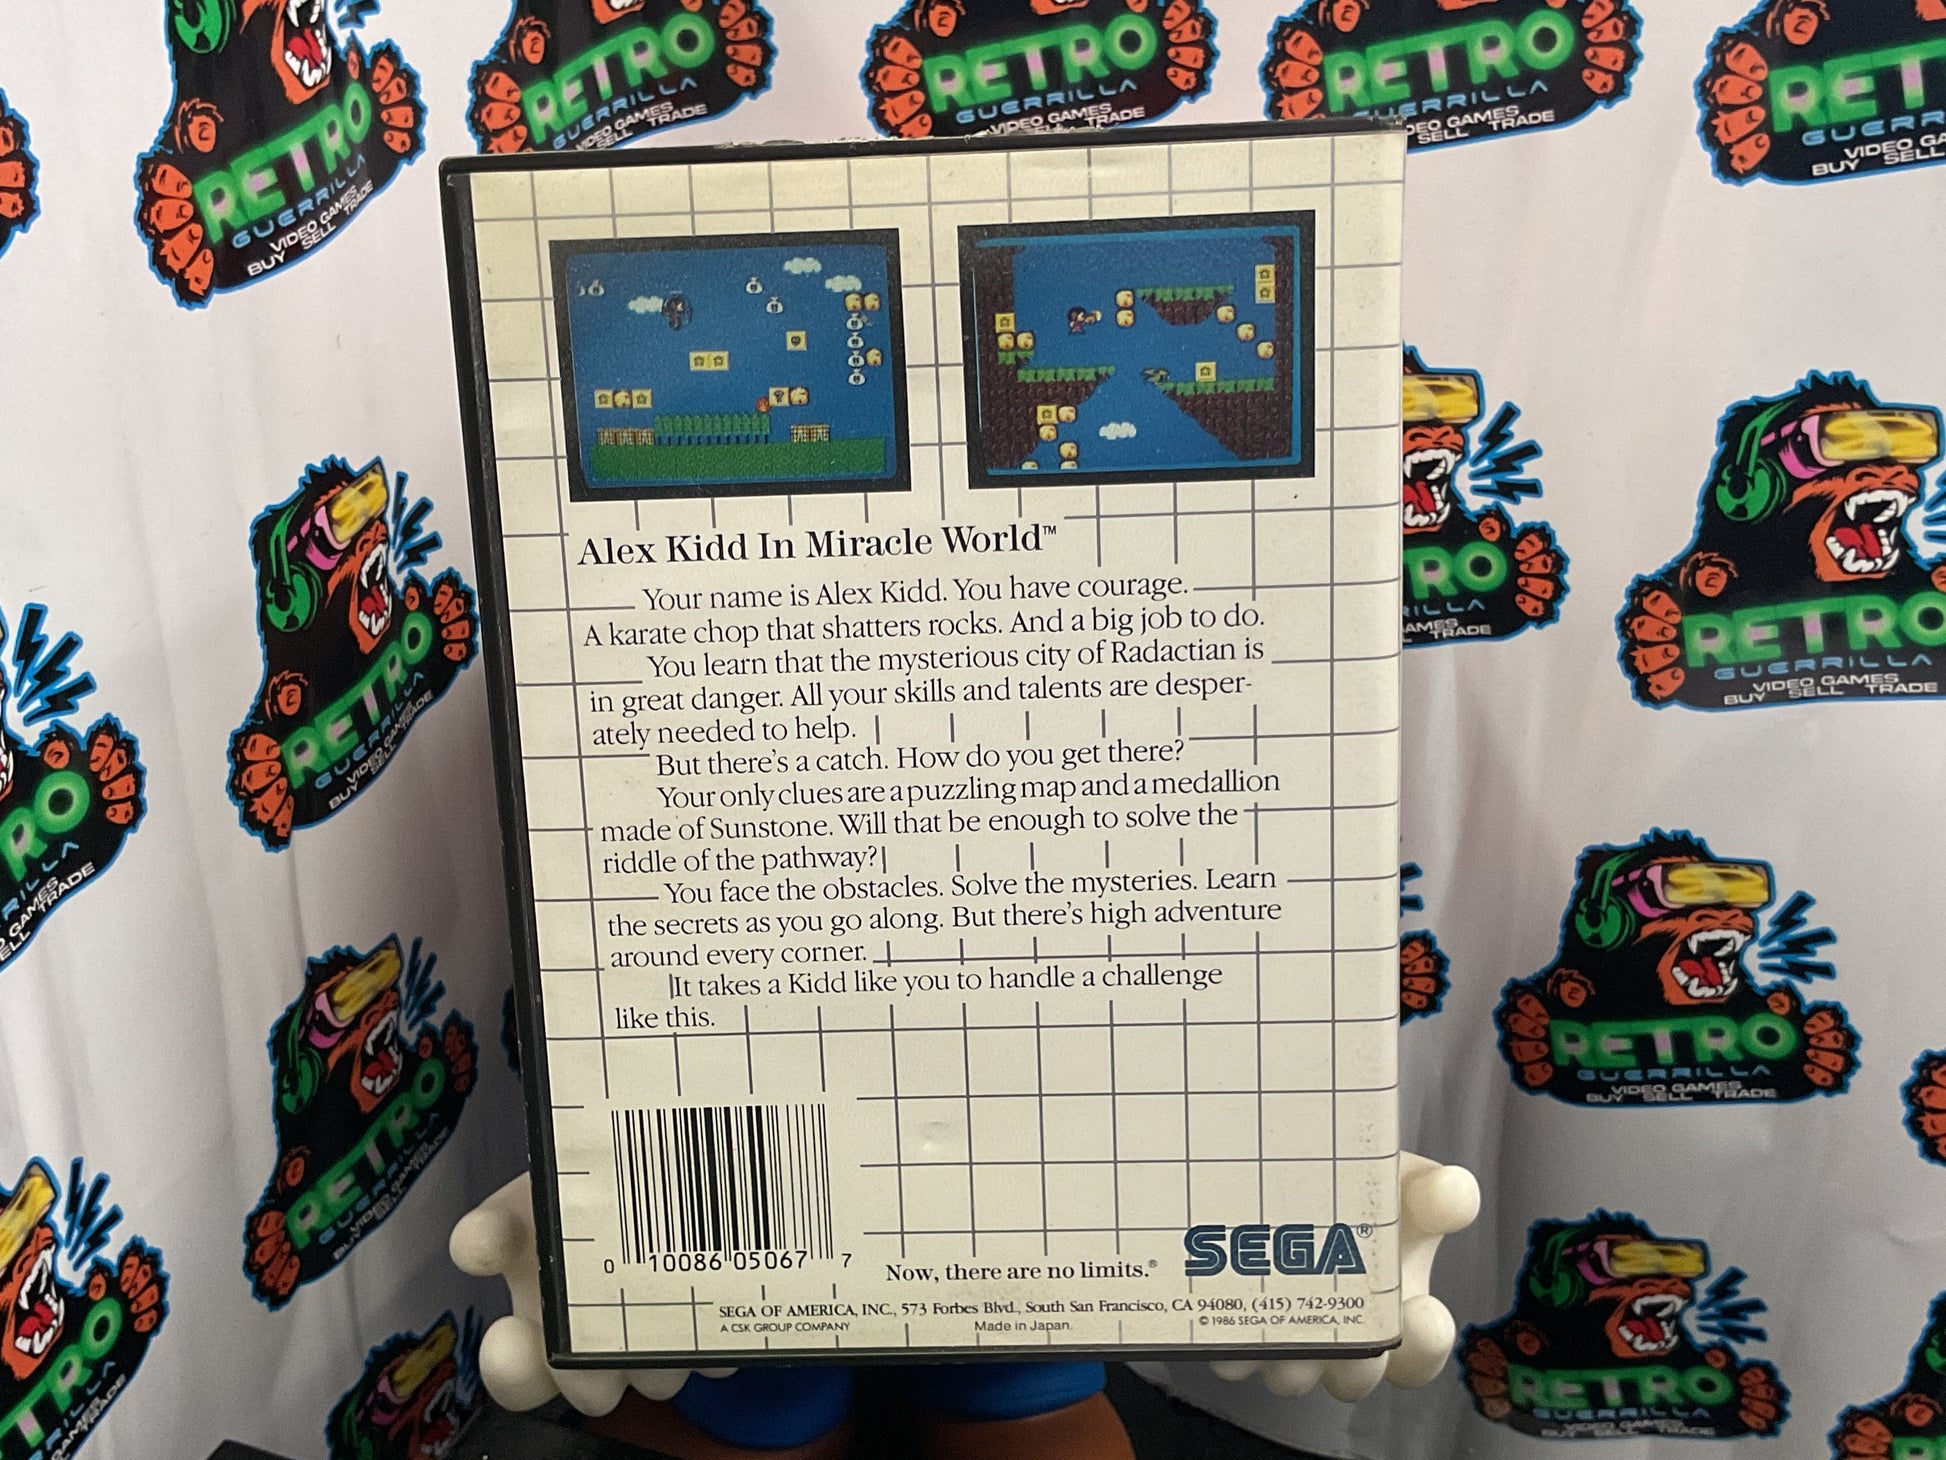 Alex Kidd In Miracle World™
Your name is Alex Kidd. You have courage.
A karate chop that shatters rocks. And a big job to do.
You learn that the mysterious city of Radactian is
in great danger. All your skills and talents are desper-
ately needed to help.
But there's a catch. How do you get there?
Your only clues are a puzzling map and a medallion
made of Sunstone. Will that be enough to solve the
riddle of the pathway?
You face the obstacles. Solve the mysteries. Learn
the secrets as you go along. But there's high adventure
around every corner.
It takes a Kidd like you to handle a challenge
like this.
0 10086 05067 7
Now, there are no limits.®
SEGA®
SEGA OF AMERICA, INC., 573 Forbes Blvd., South San Francisco, CA 94080, (415) 742-9300
A CSK GROUP COMPANY
Made in Japan.
© 1986 SEGA OF AMERICA, INC.
RETRO
GUERRILLA
VIDEO GAMES
BUY SELL TRADE